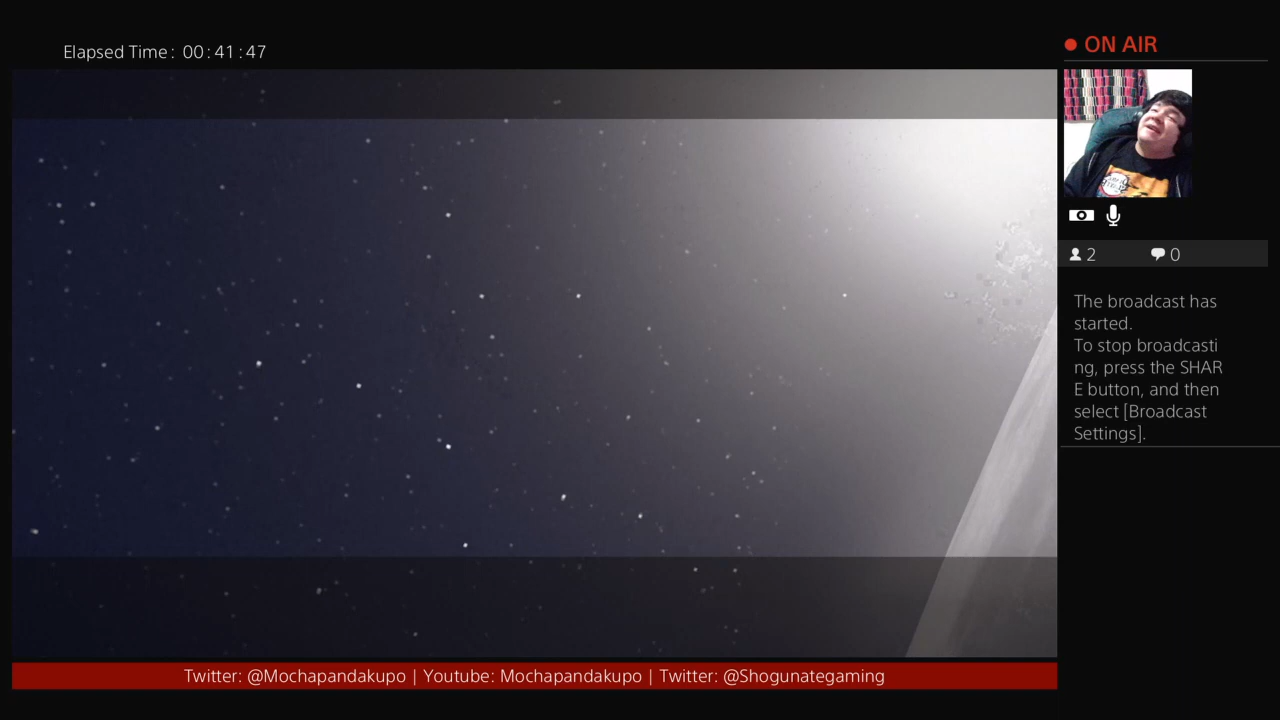 Elapsed Time: 00:41:47
ON AIR
2
0
The broadcast has
started.
To stop broadcasti
ng, press the SHAR
E button, and then
select [Broadcast
Settings].
Twitter: @Mochapandakupo | Youtube: Mochapandakupo | Twitter: @Shogunategaming